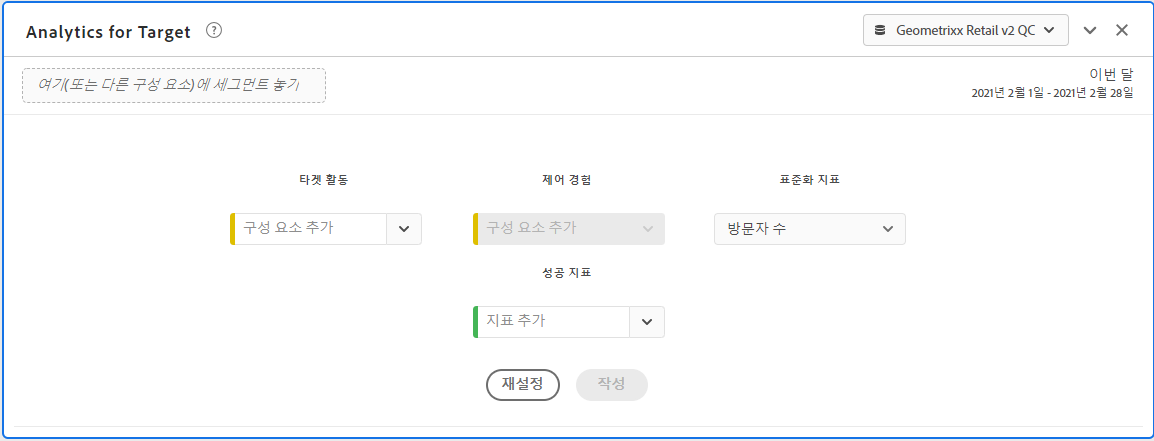 Analytics for Target ?
Geometrixx Retail v2 QC
여기(또는 다른 구성 요소)에 세그먼트 놓기
이번 달
2021년 2월 1일 - 2021년 2월 28일
타겟 활동
제어 경험
표준화 지표
구성 요소 추가
구성 요소 추가
방문자 수
성공 지표
지표 추가
재설정
작성